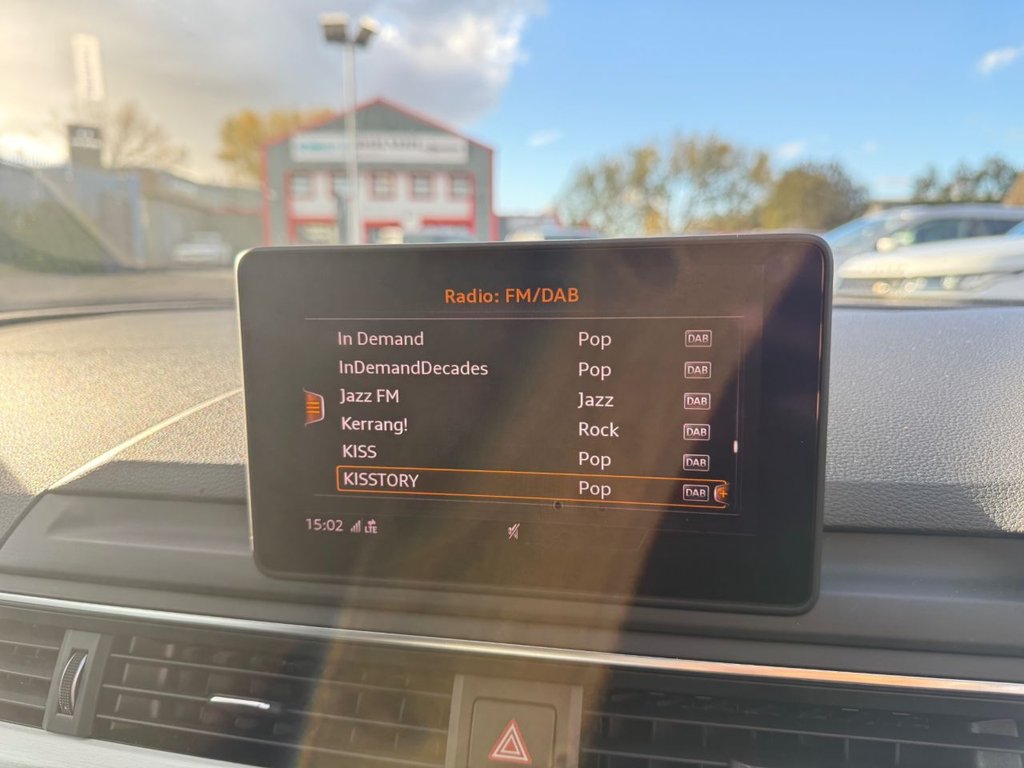 Radio: FM/DAB
In Demand Pop DAB
InDemandDecades Pop DAB
Jazz FM Jazz DAB
Kerrang! Rock DAB
KISS Pop DAB
KISSTORY Pop DAB
15:02 LTE